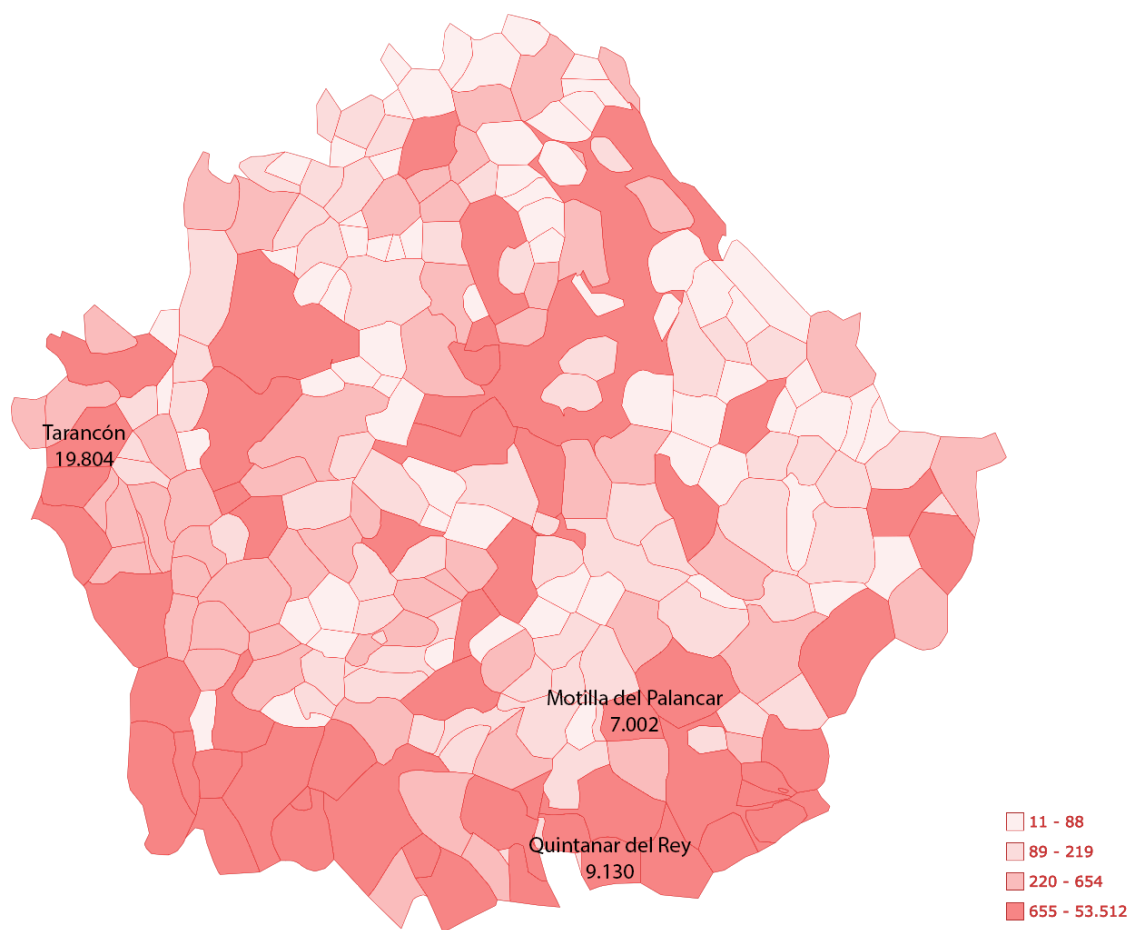 Tarancón
19.804
Motilla del Palancar
7.002
Quintanar del Rey
9.130
11 - 88
89 - 219
220 - 654
655 - 53.512